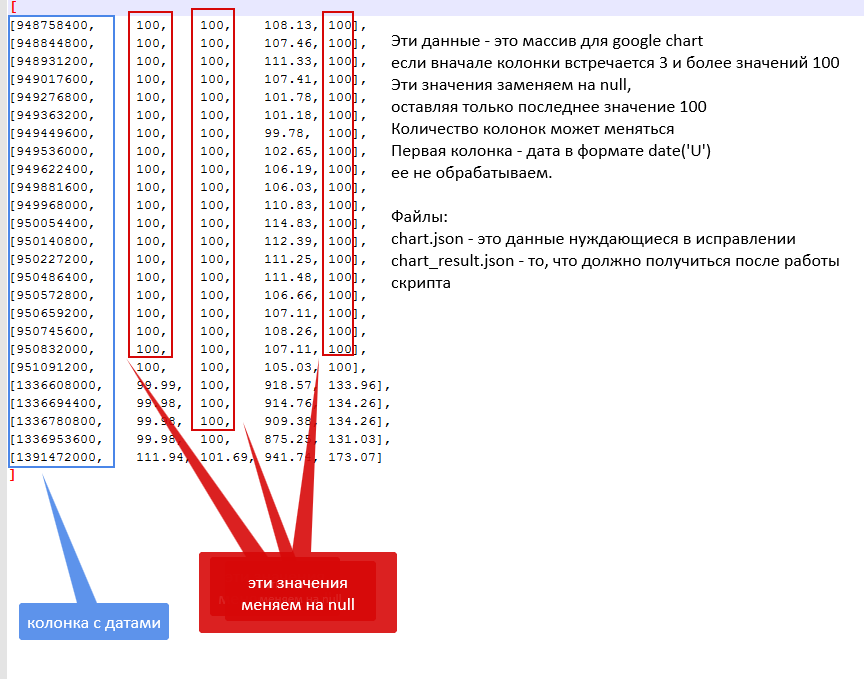 [
[948758400, 100, 100, 108.13, 100],
[948844800, 100, 100, 107.46, 100],
[948931200, 100, 100, 111.33, 100],
[949017600, 100, 100, 107.41, 100],
[949276800, 100, 100, 101.78, 100],
[949363200, 100, 100, 101.18, 100],
[949449600, 100, 100, 99.78, 100],
[949536000, 100, 100, 102.65, 100],
[949622400, 100, 100, 106.19, 100],
[949881600, 100, 100, 106.03, 100],
[949968000, 100, 100, 110.83, 100],
[950054400, 100, 100, 114.83, 100],
[950140800, 100, 100, 112.39, 100],
[950227200, 100, 100, 111.25, 100],
[950486400, 100, 100, 111.48, 100],
[950572800, 100, 100, 106.66, 100],
[950659200, 100, 100, 107.11, 100],
[950745600, 100, 100, 108.26, 100],
[950832000, 100, 100, 107.11, 100],
[951091200, 100, 100, 105.03, 100],
[1336608000, 99.99, 100, 918.57, 133.96],
[1336694400, 99.98, 100, 914.76, 134.26],
[1336780800, 99.98, 100, 909.38, 134.26],
[1336953600, 99.98, 100, 875.25, 131.03],
[1391472000, 111.94, 101.69, 941.74, 173.07]
]
Эти данные - это массив для google chart
если вначале колонки встречается 3 и более значений 100
Эти значения заменяем на null,
оставляя только последнее значение 100
Количество колонок может меняться
Первая колонка - дата в формате date('U')
ее не обрабатываем.
Файлы:
chart.json - это данные нуждающиеся в исправлении
chart_result.json - то, что должно получиться после работы
скрипта
эти значения
меняем на null
колонка с датами